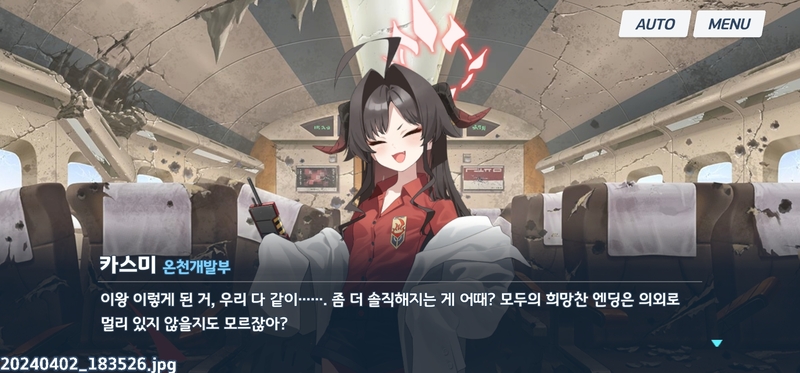 AUTO
MENU
카스미 온천개발부
이왕 이렇게 된 거, 우리 다 같이……. 좀 더 솔직해지는 게 어때? 모두의 희망찬 엔딩은 의외로
멀리 있지 않을지도 모르잖아?
20240402_183526.jpg